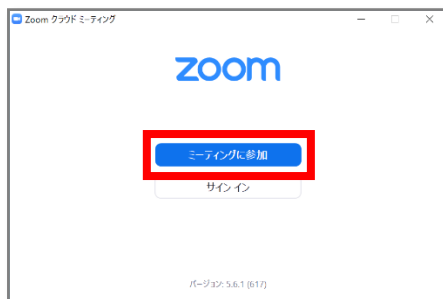 Zoom クラウド ミーティング
zoom
ミーティングに参加
サイン イン
バージョン: 5.6.1 (617)